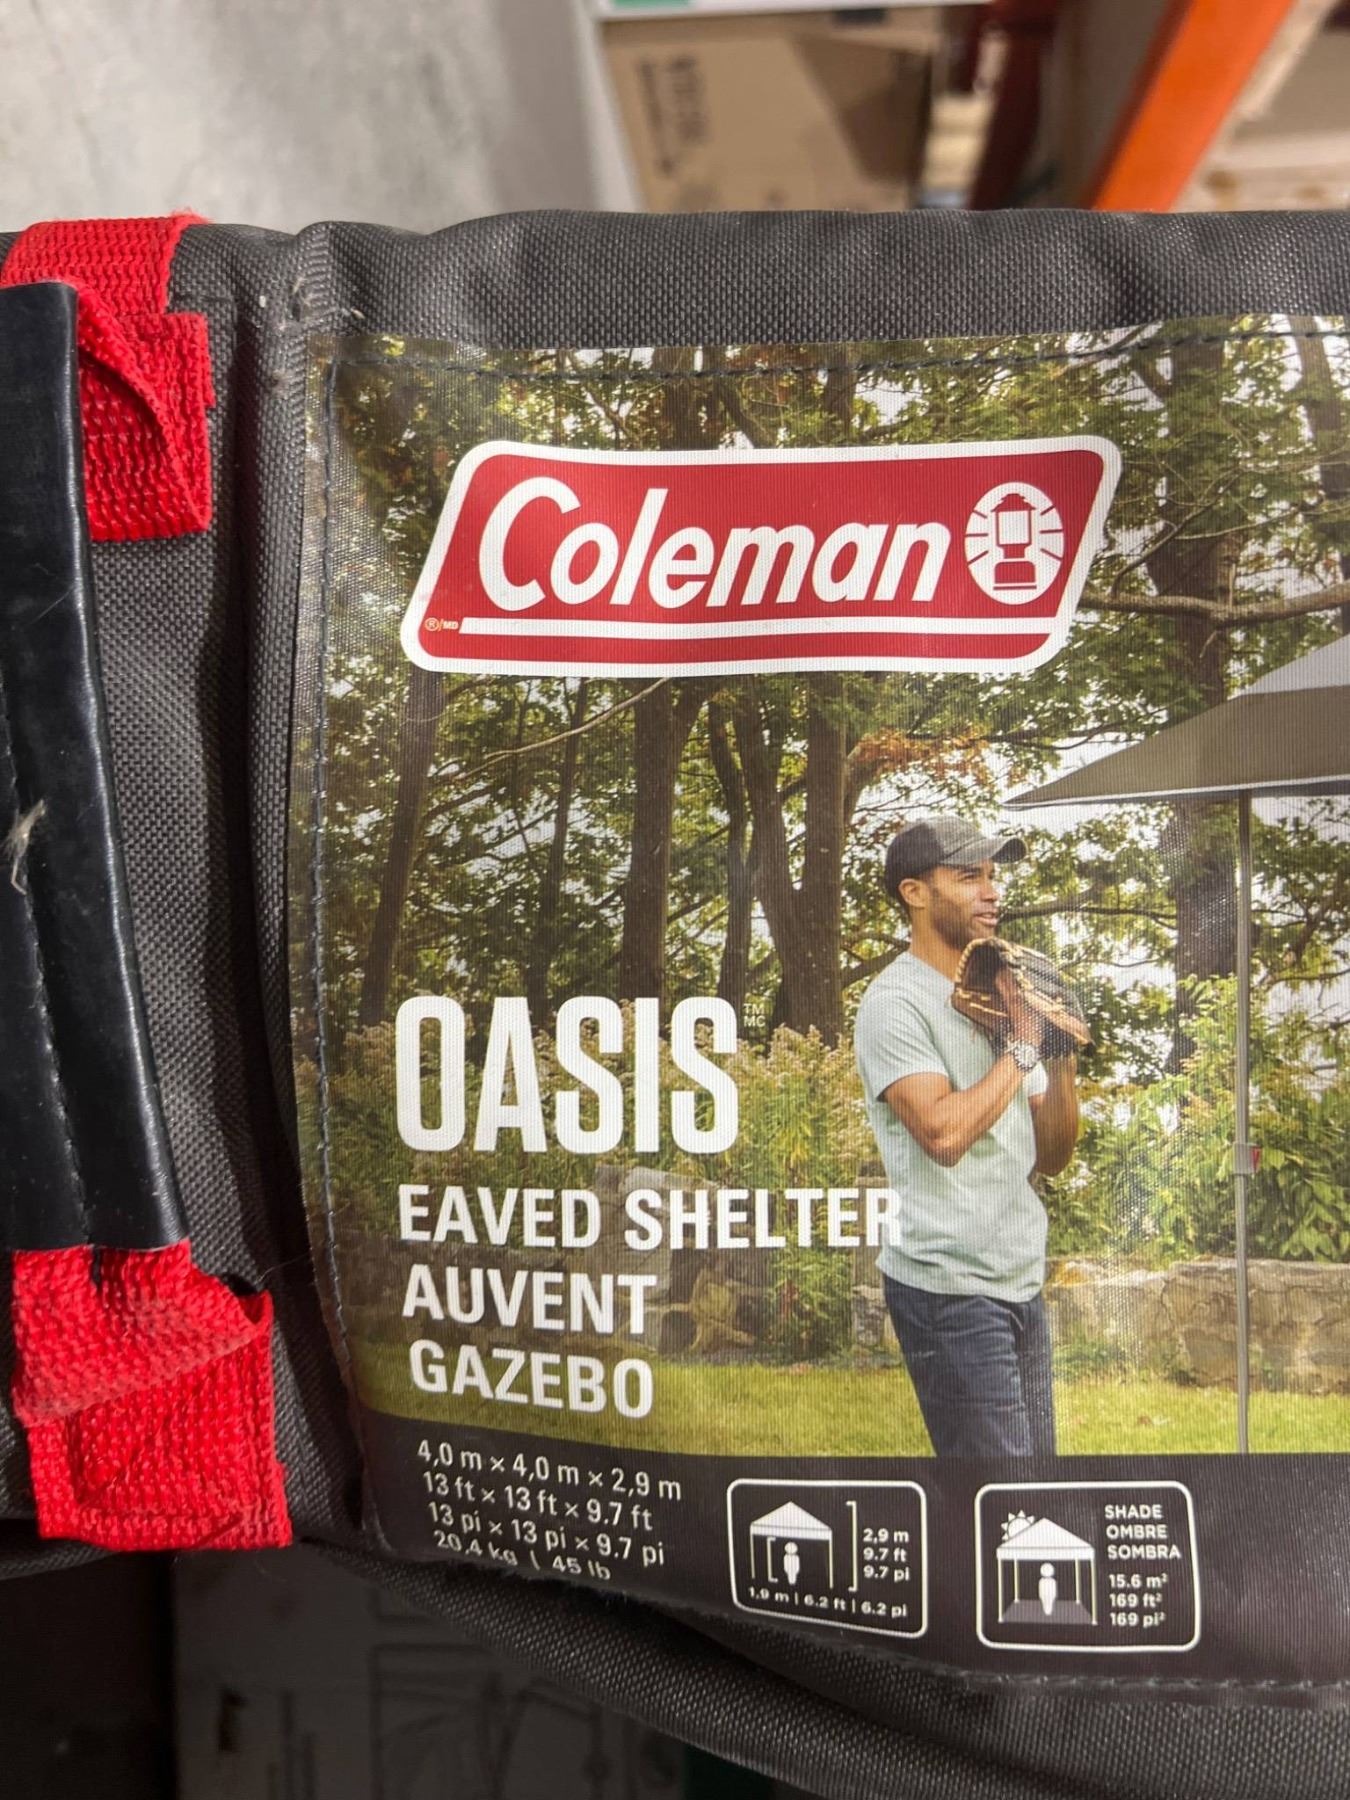 Coleman
®/MD
OASIS
TM
MC
EAVED SHELTER
AUVENT
GAZEBO
4,0 m × 4,0 m × 2,9 m
13 ft × 13 ft × 9.7 ft
13 pi × 13 pi × 9.7 pi
20,4 kg | 45 lb
2,9 m
9.7 ft
9.7 pi
1,9 m | 6.2 ft | 6.2 pi
SHADE
OMBRE
SOMBRA
15.6 m²
169 ft²
169 pi²